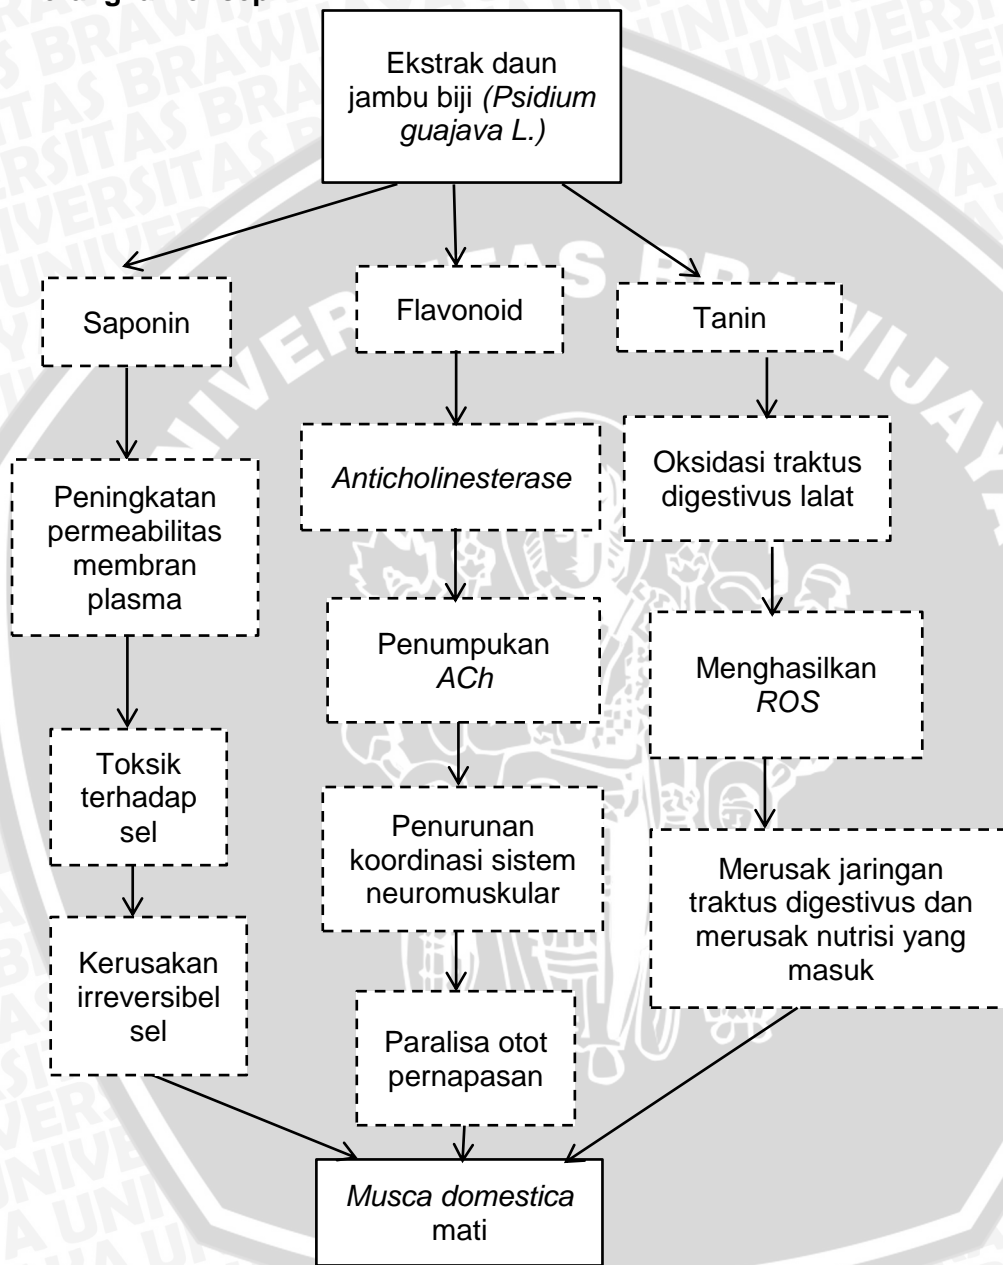 Ekstrak daun
jambu biji (Psidium
guajava L.)
Saponin
Flavonoid
Tanin
Peningkatan
permeabilitas
membran
plasma
Anticholinesterase
Oksidasi traktus
digestivus lalat
Penumpukan
ACh
Menghasilkan
ROS
Toksik
terhadap
sel
Penurunan
koordinasi sistem
neuromuskular
Merusak jaringan
traktus digestivus dan
merusak nutrisi yang
masuk
Kerusakan
irreversibel
sel
Paralisa otot
pernapasan
Musca domestica
mati
UNIVERSITAS BRAWIJAYA